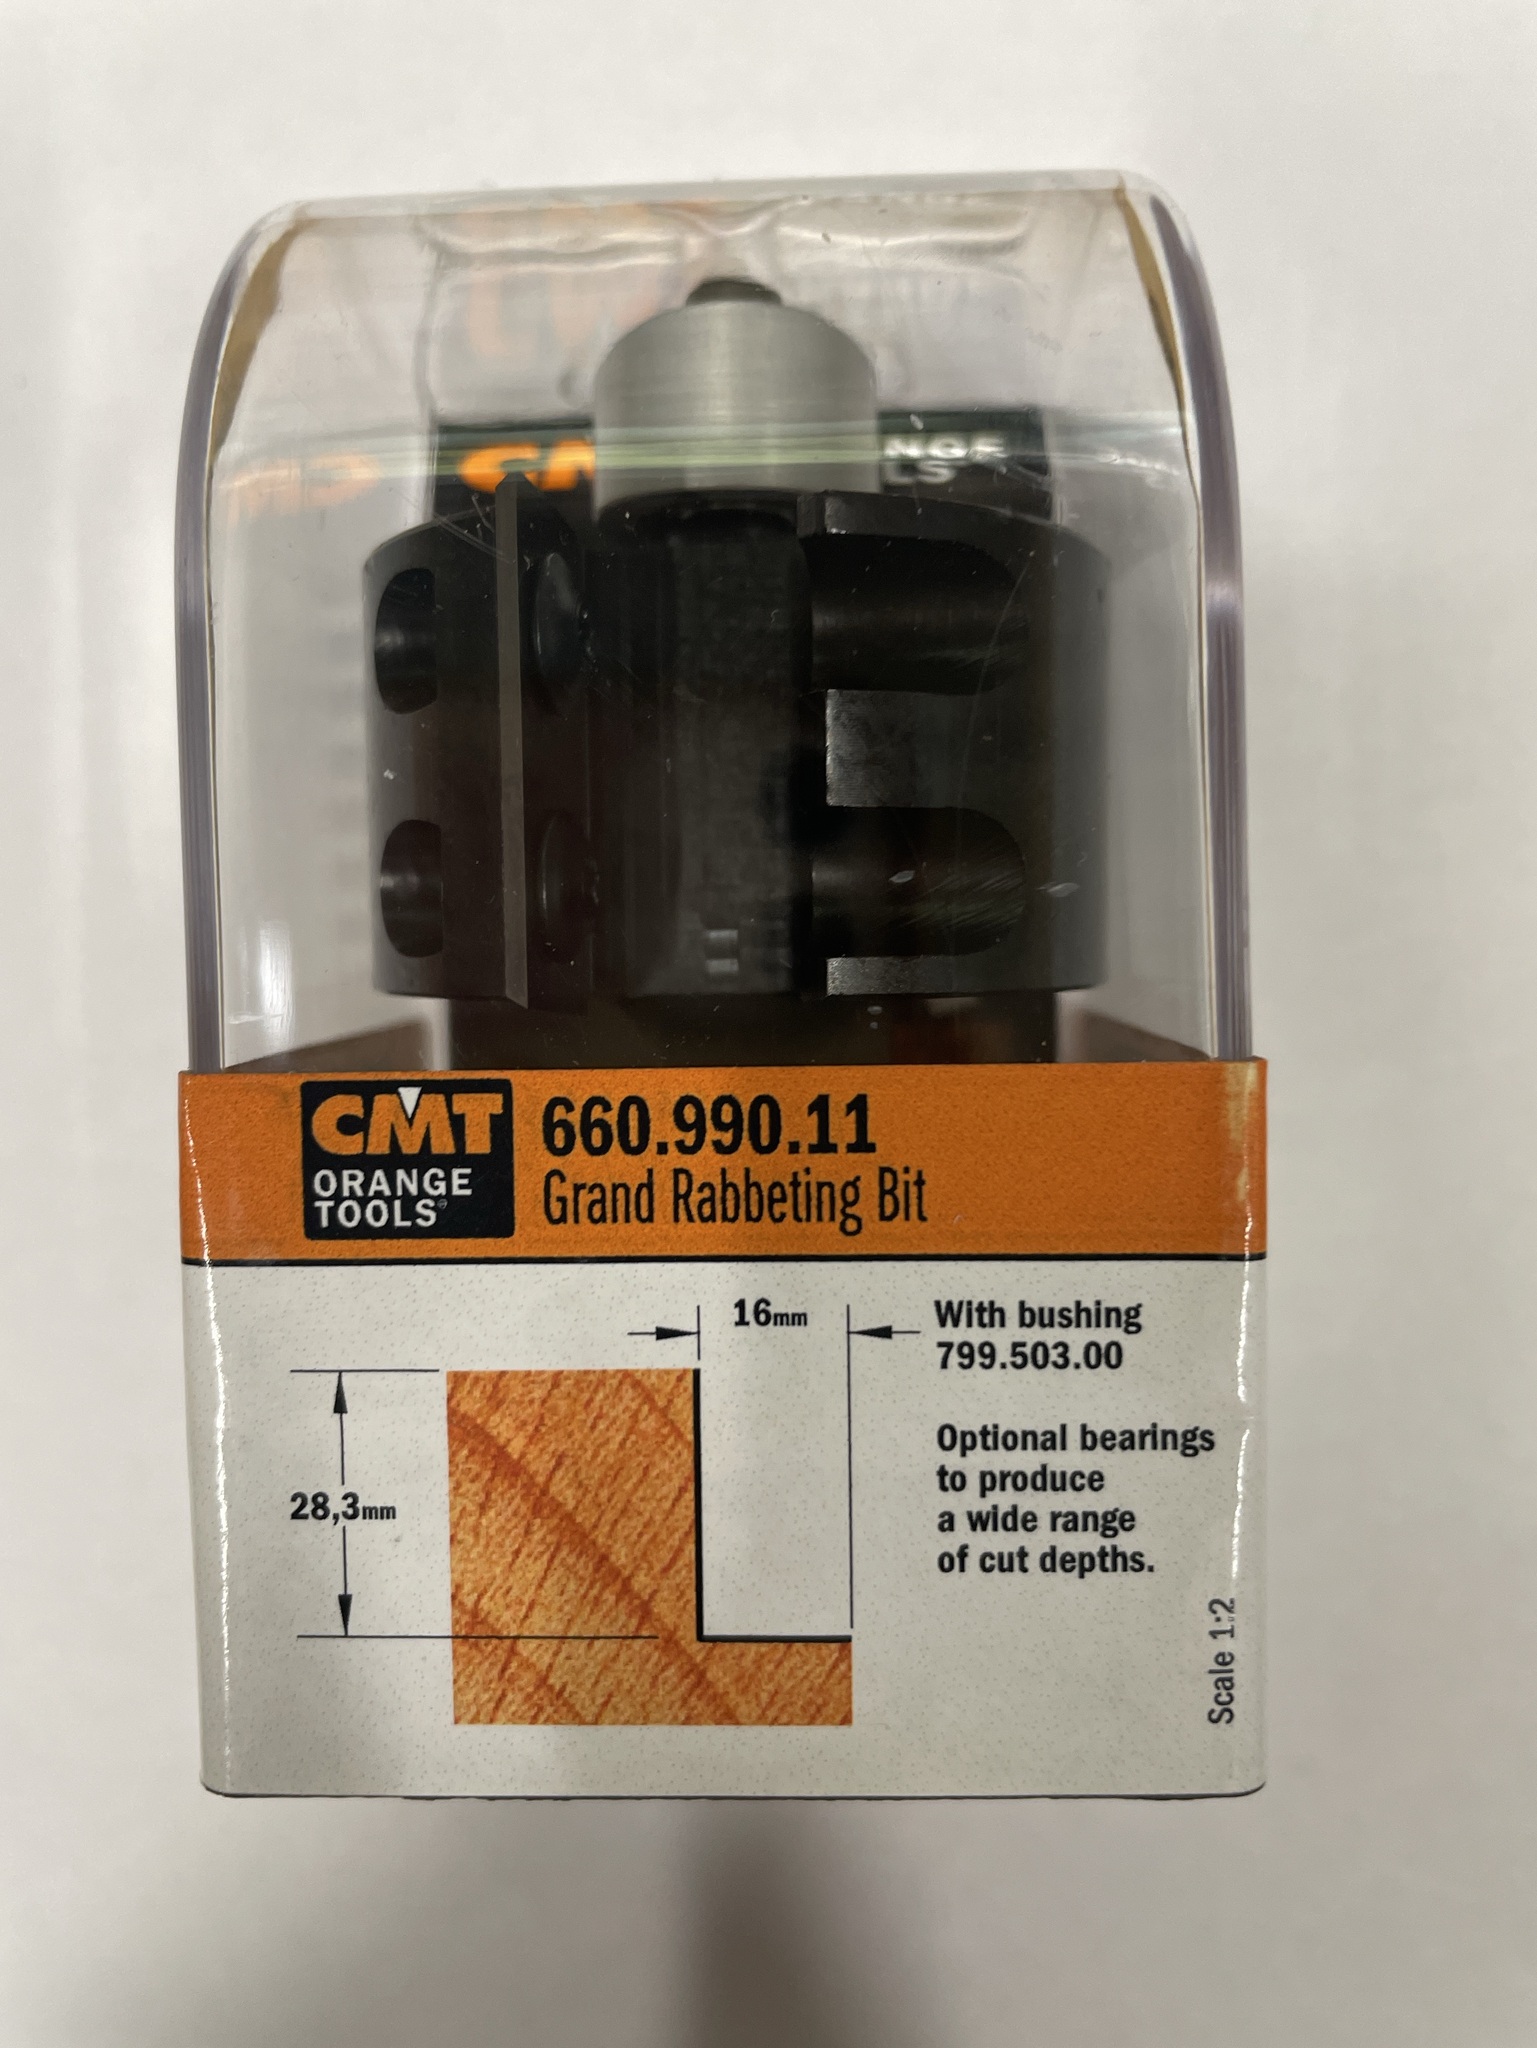 CMT
ORANGE
TOOLS®
660.990.11
Grand Rabbeting Bit
16mm
With bushing
799.503.00
28,3mm
Optional bearings
to produce
a wide range
of cut depths.
Scale 1:2